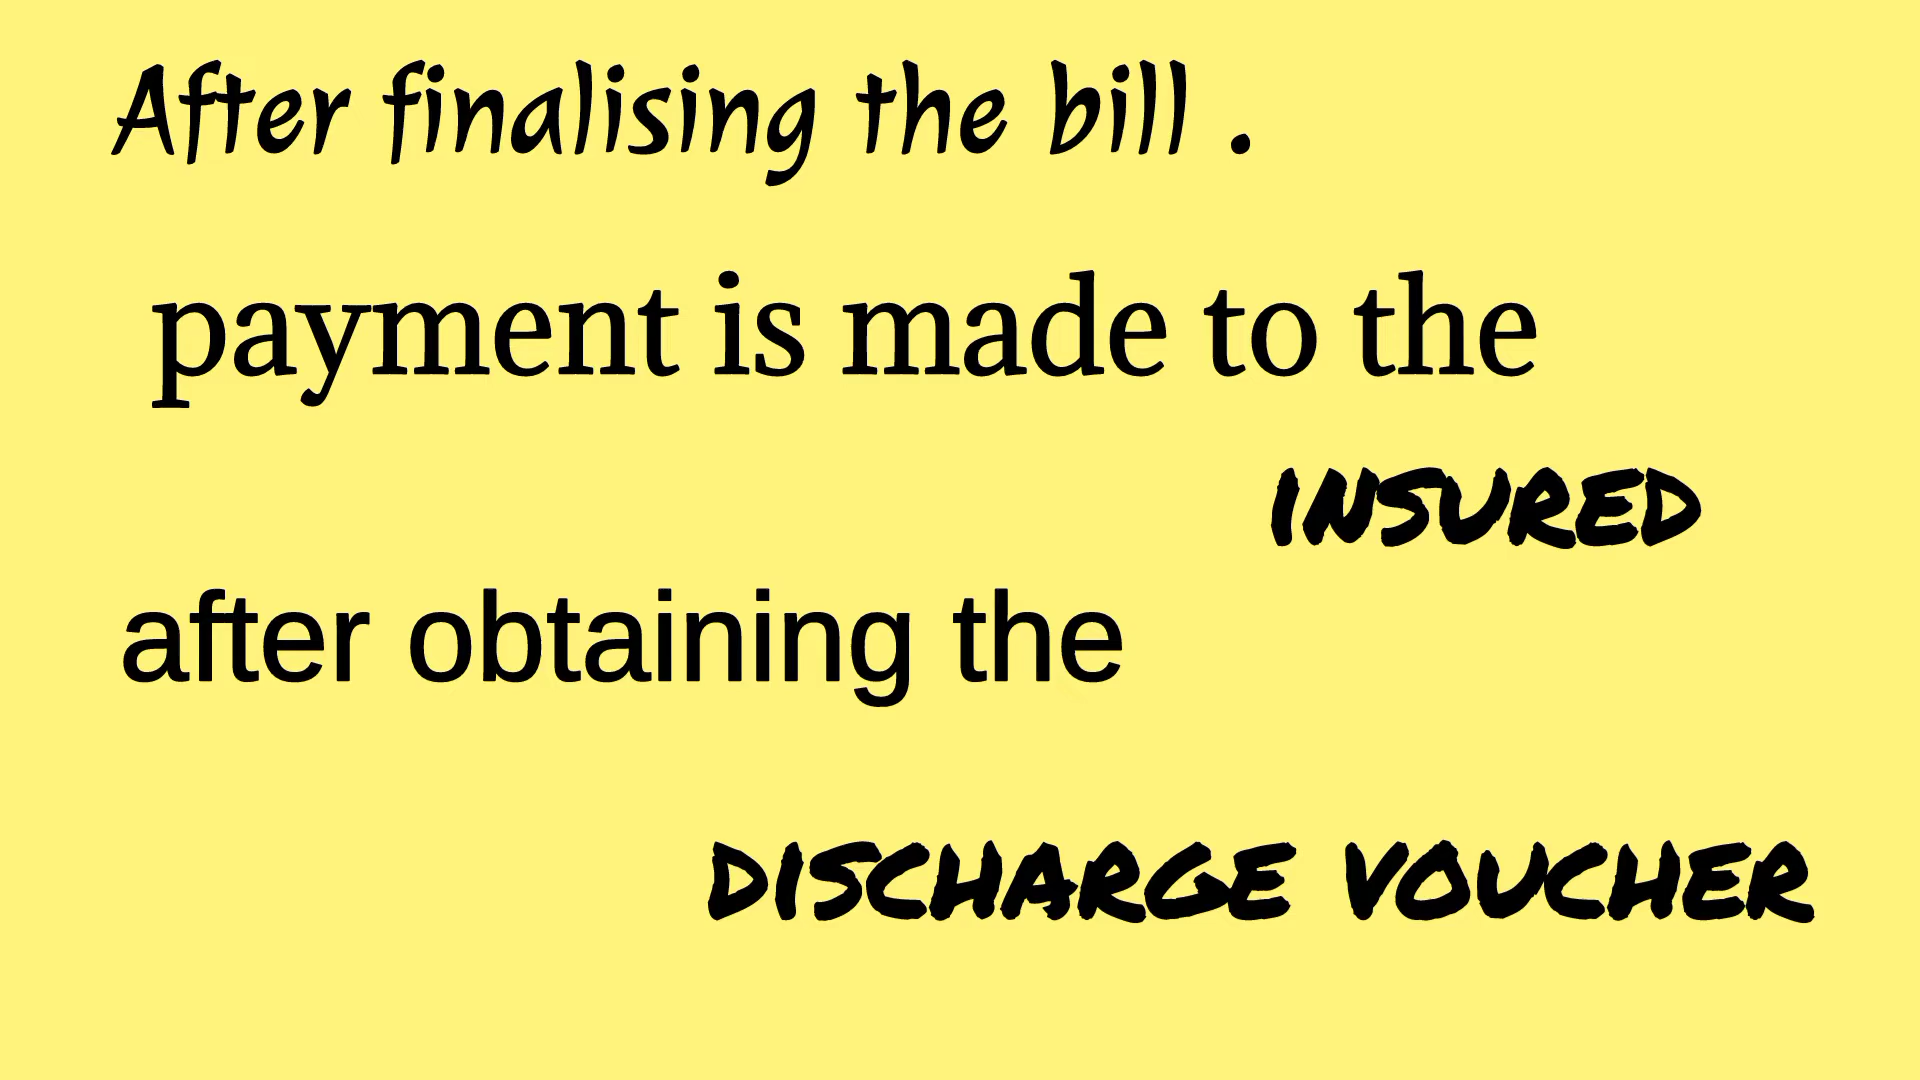 After finalising the bill .
payment is made to the
INSURED
after obtaining the
DISCHARGE VOUCHER